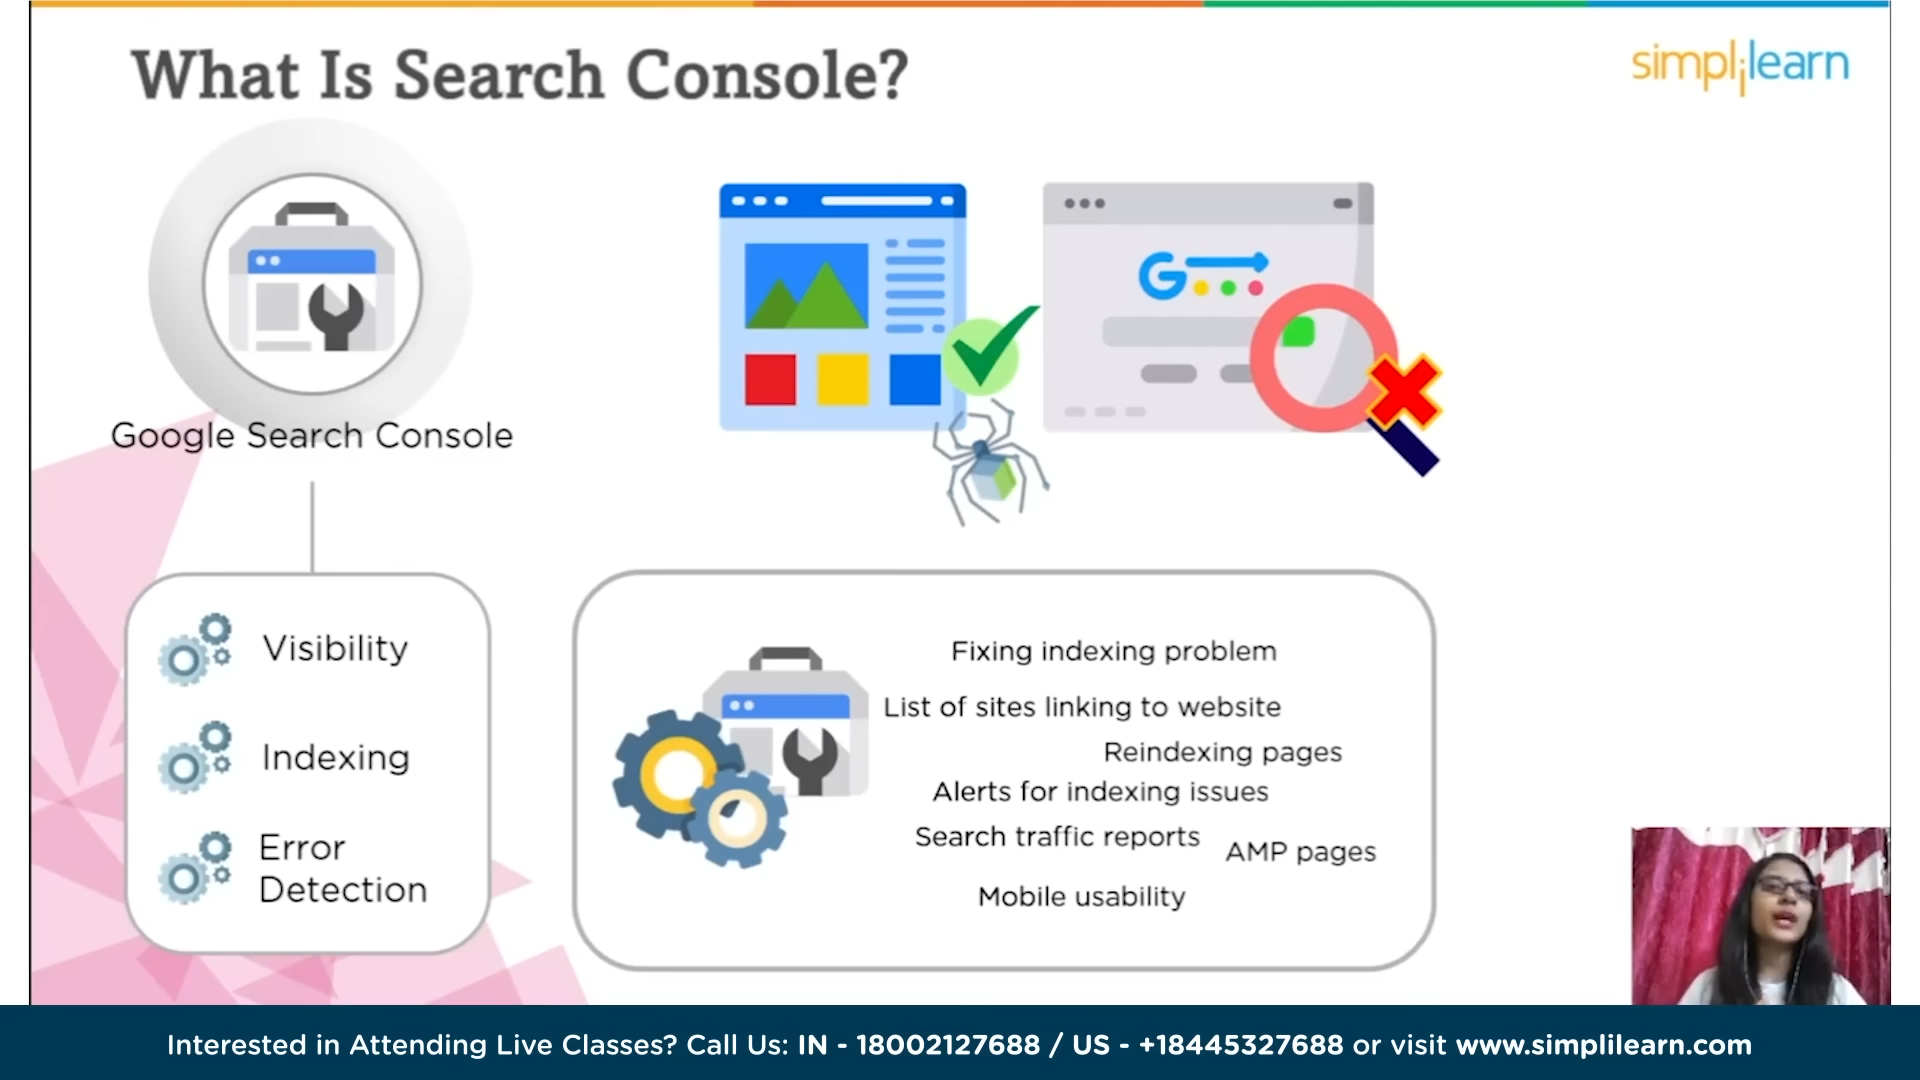 What Is Search Console?
simplilearn
G
Google Search Console
Visibility
Indexing
Error
Detection
Fixing indexing problem
List of sites linking to website
Reindexing pages
Alerts for indexing issues
Search traffic reports
AMP pages
Mobile usability
Interested in Attending Live Classes? Call Us: IN - 18002127688 / US - +18445327688 or visit www.simplilearn.com